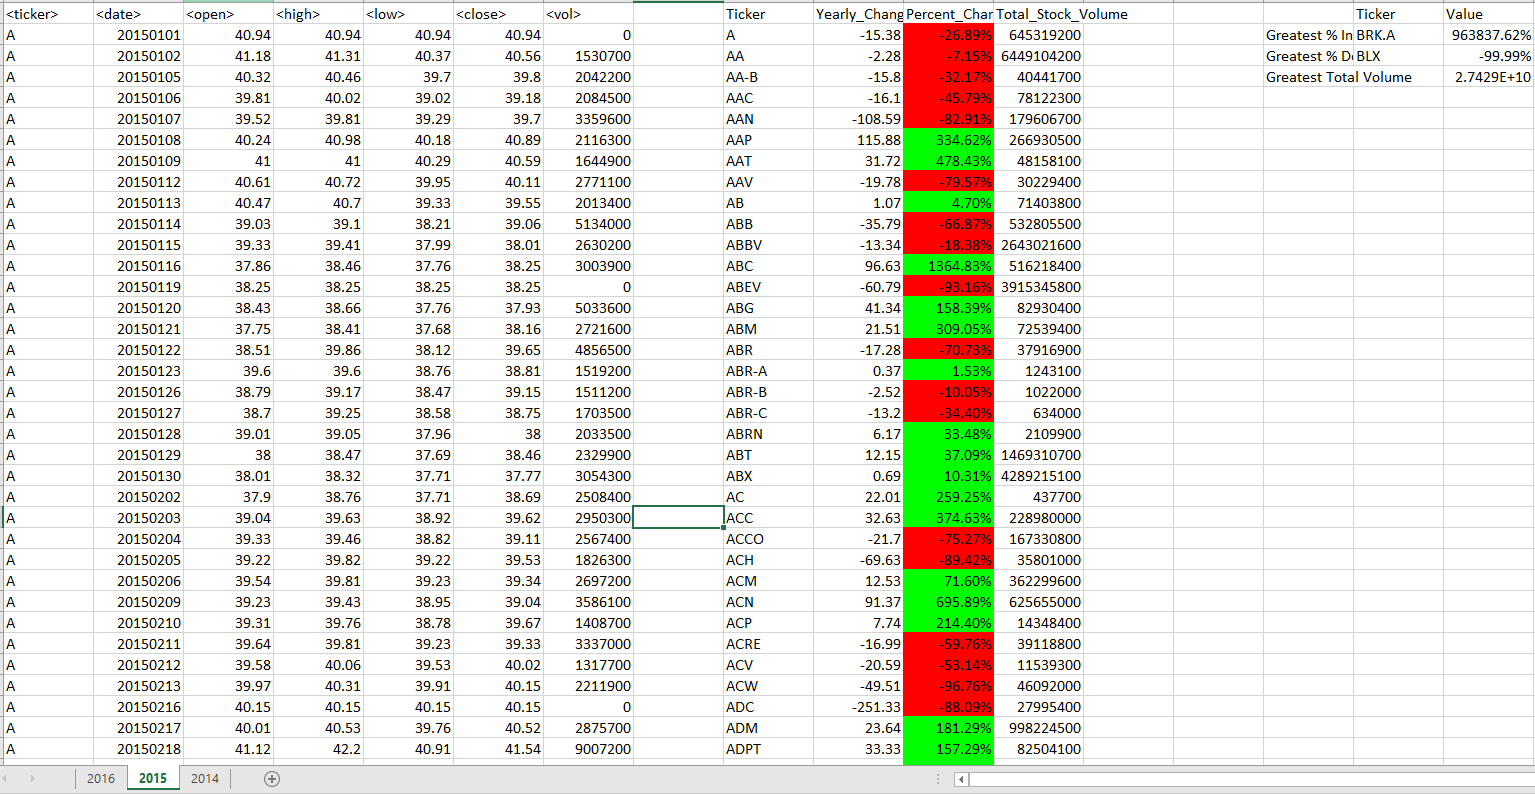 <ticker> <date> <open> <high> <low> <close> <vol> Ticker Yearly_Chang Percent_Char Total_Stock_Volume Ticker Value
A 20150101 40.94 40.94 40.94 40.94 0 A -15.38 -26.89% 645319200 Greatest % In BRK.A 963837.62%
A 20150102 41.18 41.31 40.37 40.56 1530700 AA -2.28 -7.15% 6449104200 Greatest % De BLX -99.99%
A 20150105 40.32 40.46 39.7 39.8 2042200 AA-B -15.8 -32.17% 40441700 Greatest Total Volume 2.7429E+10
A 20150106 39.81 40.02 39.02 39.18 2084500 AAC -16.1 -45.79% 78122300
A 20150107 39.52 39.81 39.29 39.7 3359600 AAN -108.59 -82.91% 179606700
A 20150108 40.24 40.98 40.18 40.89 2116300 AAP 115.88 334.62% 266930500
A 20150109 41 41 40.29 40.59 1644900 AAT 31.72 478.43% 48158100
A 20150112 40.61 40.72 39.95 40.11 2771100 AAV -19.78 -79.57% 30229400
A 20150113 40.47 40.7 39.33 39.55 2013400 AB 1.07 4.70% 71403800
A 20150114 39.03 39.1 38.21 39.06 5134000 ABB -35.79 -66.87% 532805500
A 20150115 39.33 39.41 37.99 38.01 2630200 ABBV -13.34 -18.38% 2643021600
A 20150116 37.86 38.46 37.76 38.25 3003900 ABC 96.63 1364.83% 516218400
A 20150119 38.25 38.25 38.25 38.25 0 ABEV -60.79 -93.16% 3915345800
A 20150120 38.43 38.66 37.76 37.93 5033600 ABG 41.34 158.39% 82930400
A 20150121 37.75 38.41 37.68 38.16 2721600 ABM 21.51 309.05% 72539400
A 20150122 38.51 39.86 38.12 39.65 4856500 ABR -17.28 -70.73% 37916900
A 20150123 39.6 39.6 38.76 38.81 1519200 ABR-A 0.37 1.53% 1243100
A 20150126 38.79 39.17 38.47 39.15 1511200 ABR-B -2.52 -10.05% 1022000
A 20150127 38.7 39.25 38.58 38.75 1703500 ABR-C -13.2 -34.40% 634000
A 20150128 39.01 39.05 37.96 38 2033500 ABRN 6.17 33.48% 2109900
A 20150129 38 38.47 37.69 38.46 2329900 ABT 12.15 37.09% 1469310700
A 20150130 38.01 38.32 37.71 37.77 3054300 ABX 0.69 10.31% 4289215100
A 20150202 37.9 38.76 37.71 38.69 2508400 AC 22.01 259.25% 437700
A 20150203 39.04 39.63 38.92 39.62 2950300 ACC 32.63 374.63% 228980000
A 20150204 39.33 39.46 38.82 39.11 2567400 ACCO -21.7 -75.27% 167330800
A 20150205 39.22 39.82 39.22 39.53 1826300 ACH -69.63 -89.42% 35801000
A 20150206 39.54 39.81 39.23 39.34 2697200 ACM 12.53 71.60% 362299600
A 20150209 39.23 39.43 38.95 39.04 3586100 ACN 91.37 695.89% 625655000
A 20150210 39.31 39.76 38.78 39.67 1408700 ACP 7.74 214.40% 14348400
A 20150211 39.64 39.81 39.23 39.33 3337000 ACRE -16.99 -59.76% 39118800
A 20150212 39.58 40.06 39.53 40.02 1317700 ACV -20.59 -53.14% 11539300
A 20150213 39.97 40.31 39.91 40.15 2211900 ACW -49.51 -96.76% 46092000
A 20150216 40.15 40.15 40.15 40.15 0 ADC -251.33 -88.09% 27995400
A 20150217 40.01 40.53 39.76 40.52 2875700 ADM 23.64 181.29% 998224500
A 20150218 41.12 42.2 40.91 41.54 9007200 ADPT 33.33 157.29% 82504100
2016 2015 2014